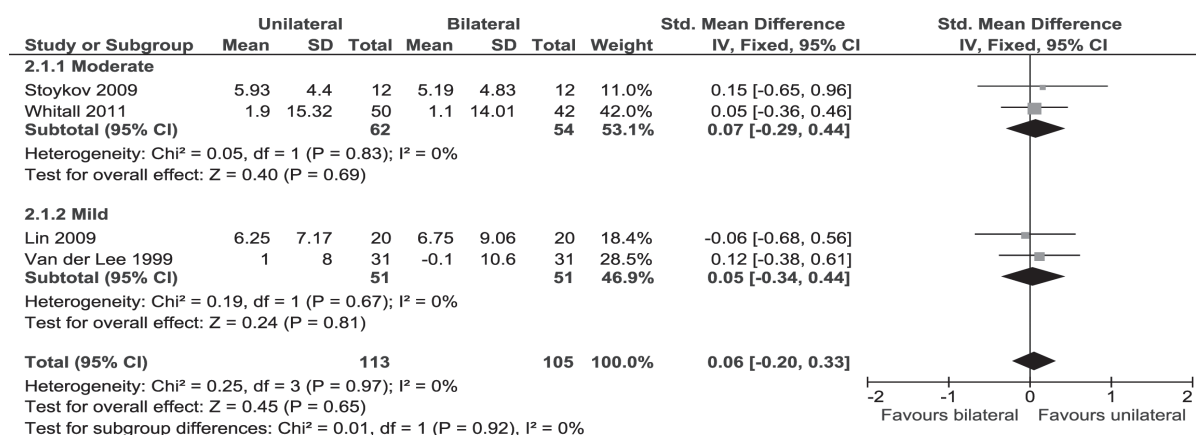 Unilateral Bilateral Std. Mean Difference Std. Mean Difference
Study or Subgroup Mean SD Total Mean SD Total Weight IV, Fixed, 95% CI IV, Fixed, 95% CI
2.1.1 Moderate
Stoykov 2009 5.93 4.4 12 5.19 4.83 12 11.0% 0.15 [-0.65, 0.96]
Whitall 2011 1.9 15.32 50 1.1 14.01 42 42.0% 0.05 [-0.36, 0.46]
Subtotal (95% CI) 62 54 53.1% 0.07 [-0.29, 0.44]
Heterogeneity: Chi² = 0.05, df = 1 (P = 0.83); I² = 0%
Test for overall effect: Z = 0.40 (P = 0.69)
2.1.2 Mild
Lin 2009 6.25 7.17 20 6.75 9.06 20 18.4% -0.06 [-0.68, 0.56]
Van der Lee 1999 1 8 31 -0.1 10.6 31 28.5% 0.12 [-0.38, 0.61]
Subtotal (95% CI) 51 51 46.9% 0.05 [-0.34, 0.44]
Heterogeneity: Chi² = 0.19, df = 1 (P = 0.67); I² = 0%
Test for overall effect: Z = 0.24 (P = 0.81)
Total (95% CI) 113 105 100.0% 0.06 [-0.20, 0.33]
Heterogeneity: Chi² = 0.25, df = 3 (P = 0.97); I² = 0%
Test for overall effect: Z = 0.45 (P = 0.65)
Test for subgroup differences: Chi² = 0.01, df = 1 (P = 0.92), I² = 0%
-2 -1 0 1 2
Favours bilateral Favours unilateral